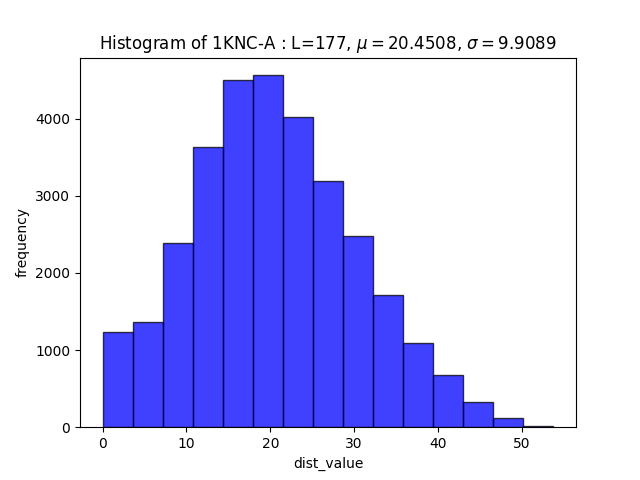 Histogram of 1KNC-A : L=177, μ = 20.4508, σ = 9.9089
frequency
4000
3000
2000
1000
0
0 10 20 30 40 50
dist_value